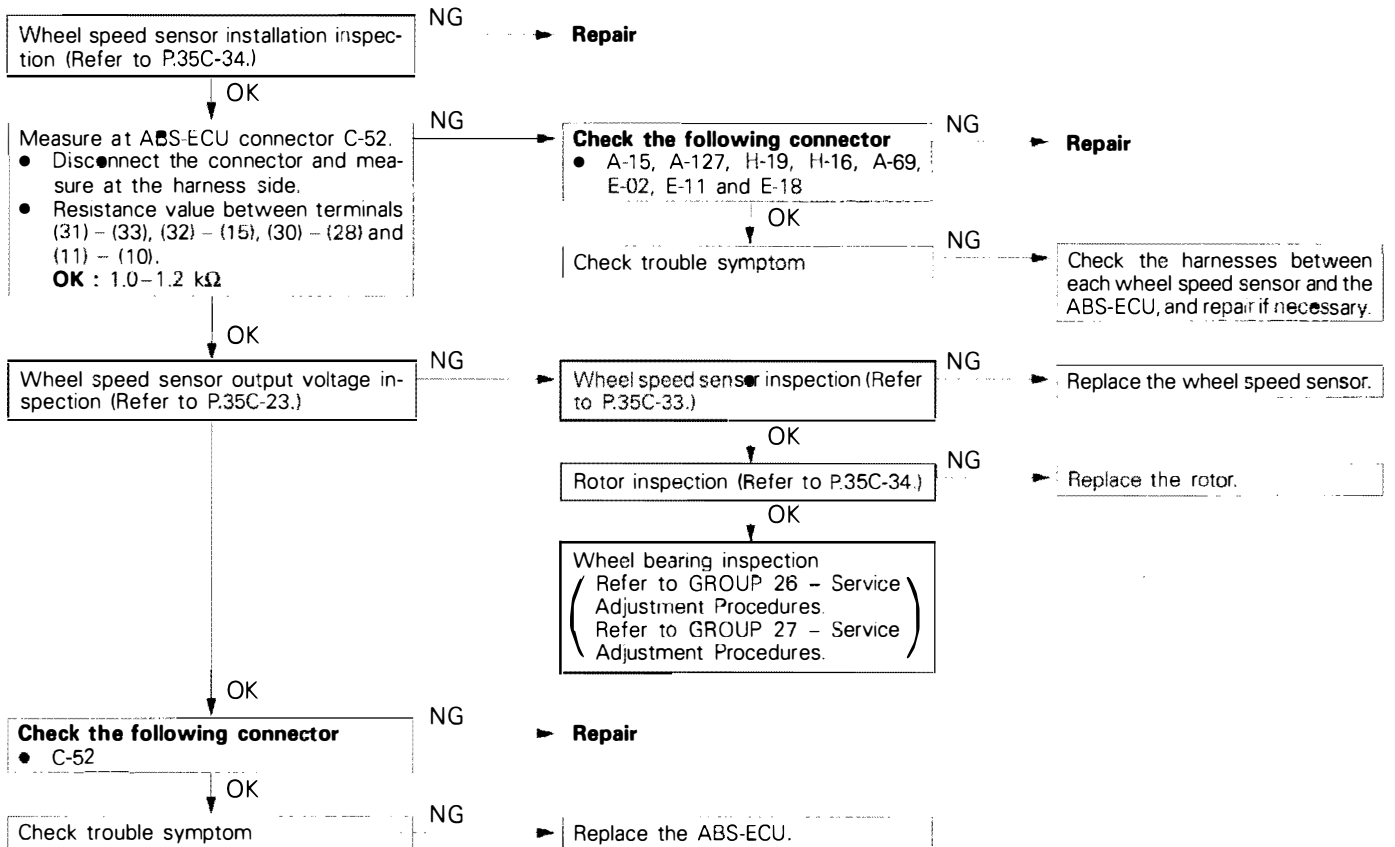 Wheel speed sensor installation inspec-
tion (Refer to P.35C-34.)
NG
Repair
OK
Measure at ABS-ECU connector C-52.
● Disconnect the connector and mea-
sure at the harness side.
● Resistance value between terminals
(31) – (33), (32) – (15), (30) – (28) and
(11) – (10).
OK : 1.0–1.2 kΩ
NG
Check the following connector
● A-15, A-127, H-19, H-16, A-69,
E-02, E-11 and E-18
NG
Repair
OK
Check trouble symptom
NG
Check the harnesses between
each wheel speed sensor and the
ABS-ECU, and repair if necessary.
OK
Wheel speed sensor output voltage in-
spection (Refer to P.35C-23.)
NG
Wheel speed sensor inspection (Refer
to P.35C-33.)
NG
Replace the wheel speed sensor.
OK
Rotor inspection (Refer to P.35C-34.)
NG
Replace the rotor.
OK
Wheel bearing inspection
Refer to GROUP 26 – Service
Adjustment Procedures.
Refer to GROUP 27 – Service
Adjustment Procedures.
OK
Check the following connector
● C-52
NG
Repair
OK
Check trouble symptom
NG
Replace the ABS-ECU.